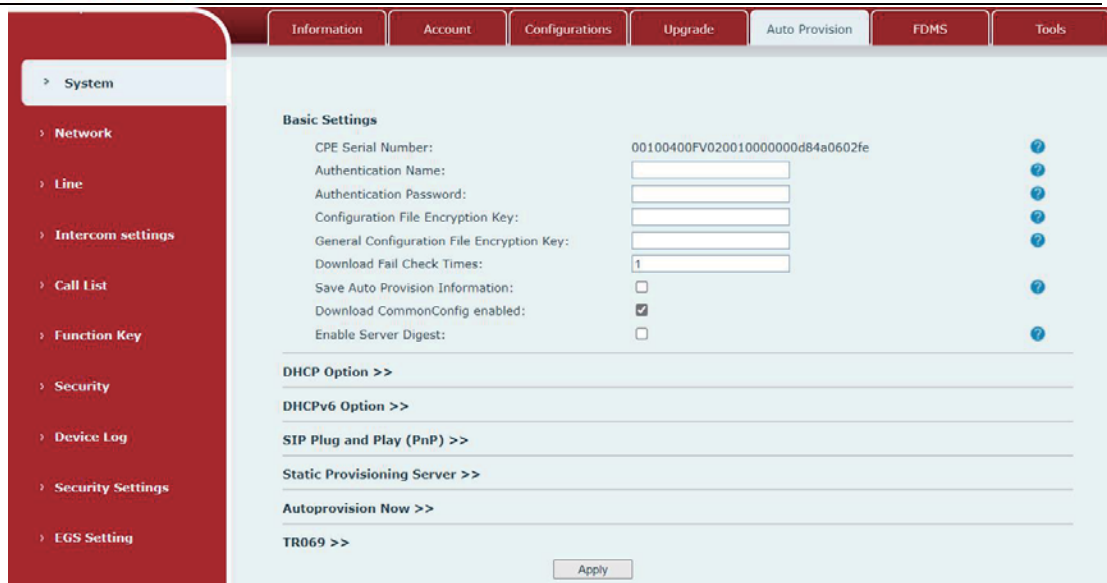 Information Account Configurations Upgrade Auto Provision FDMS Tools
> System
> Network
> Line
> Intercom settings
> Call List
> Function Key
> Security
> Device Log
> Security Settings
> EGS Setting
Basic Settings
CPE Serial Number: 00100400FV020010000000d84a0602fe
Authentication Name:
Authentication Password:
Configuration File Encryption Key:
General Configuration File Encryption Key:
Download Fail Check Times: 1
Save Auto Provision Information:
Download CommonConfig enabled:
Enable Server Digest:
DHCP Option >>
DHCPv6 Option >>
SIP Plug and Play (PnP) >>
Static Provisioning Server >>
Autoprovision Now >>
TR069 >>
Apply